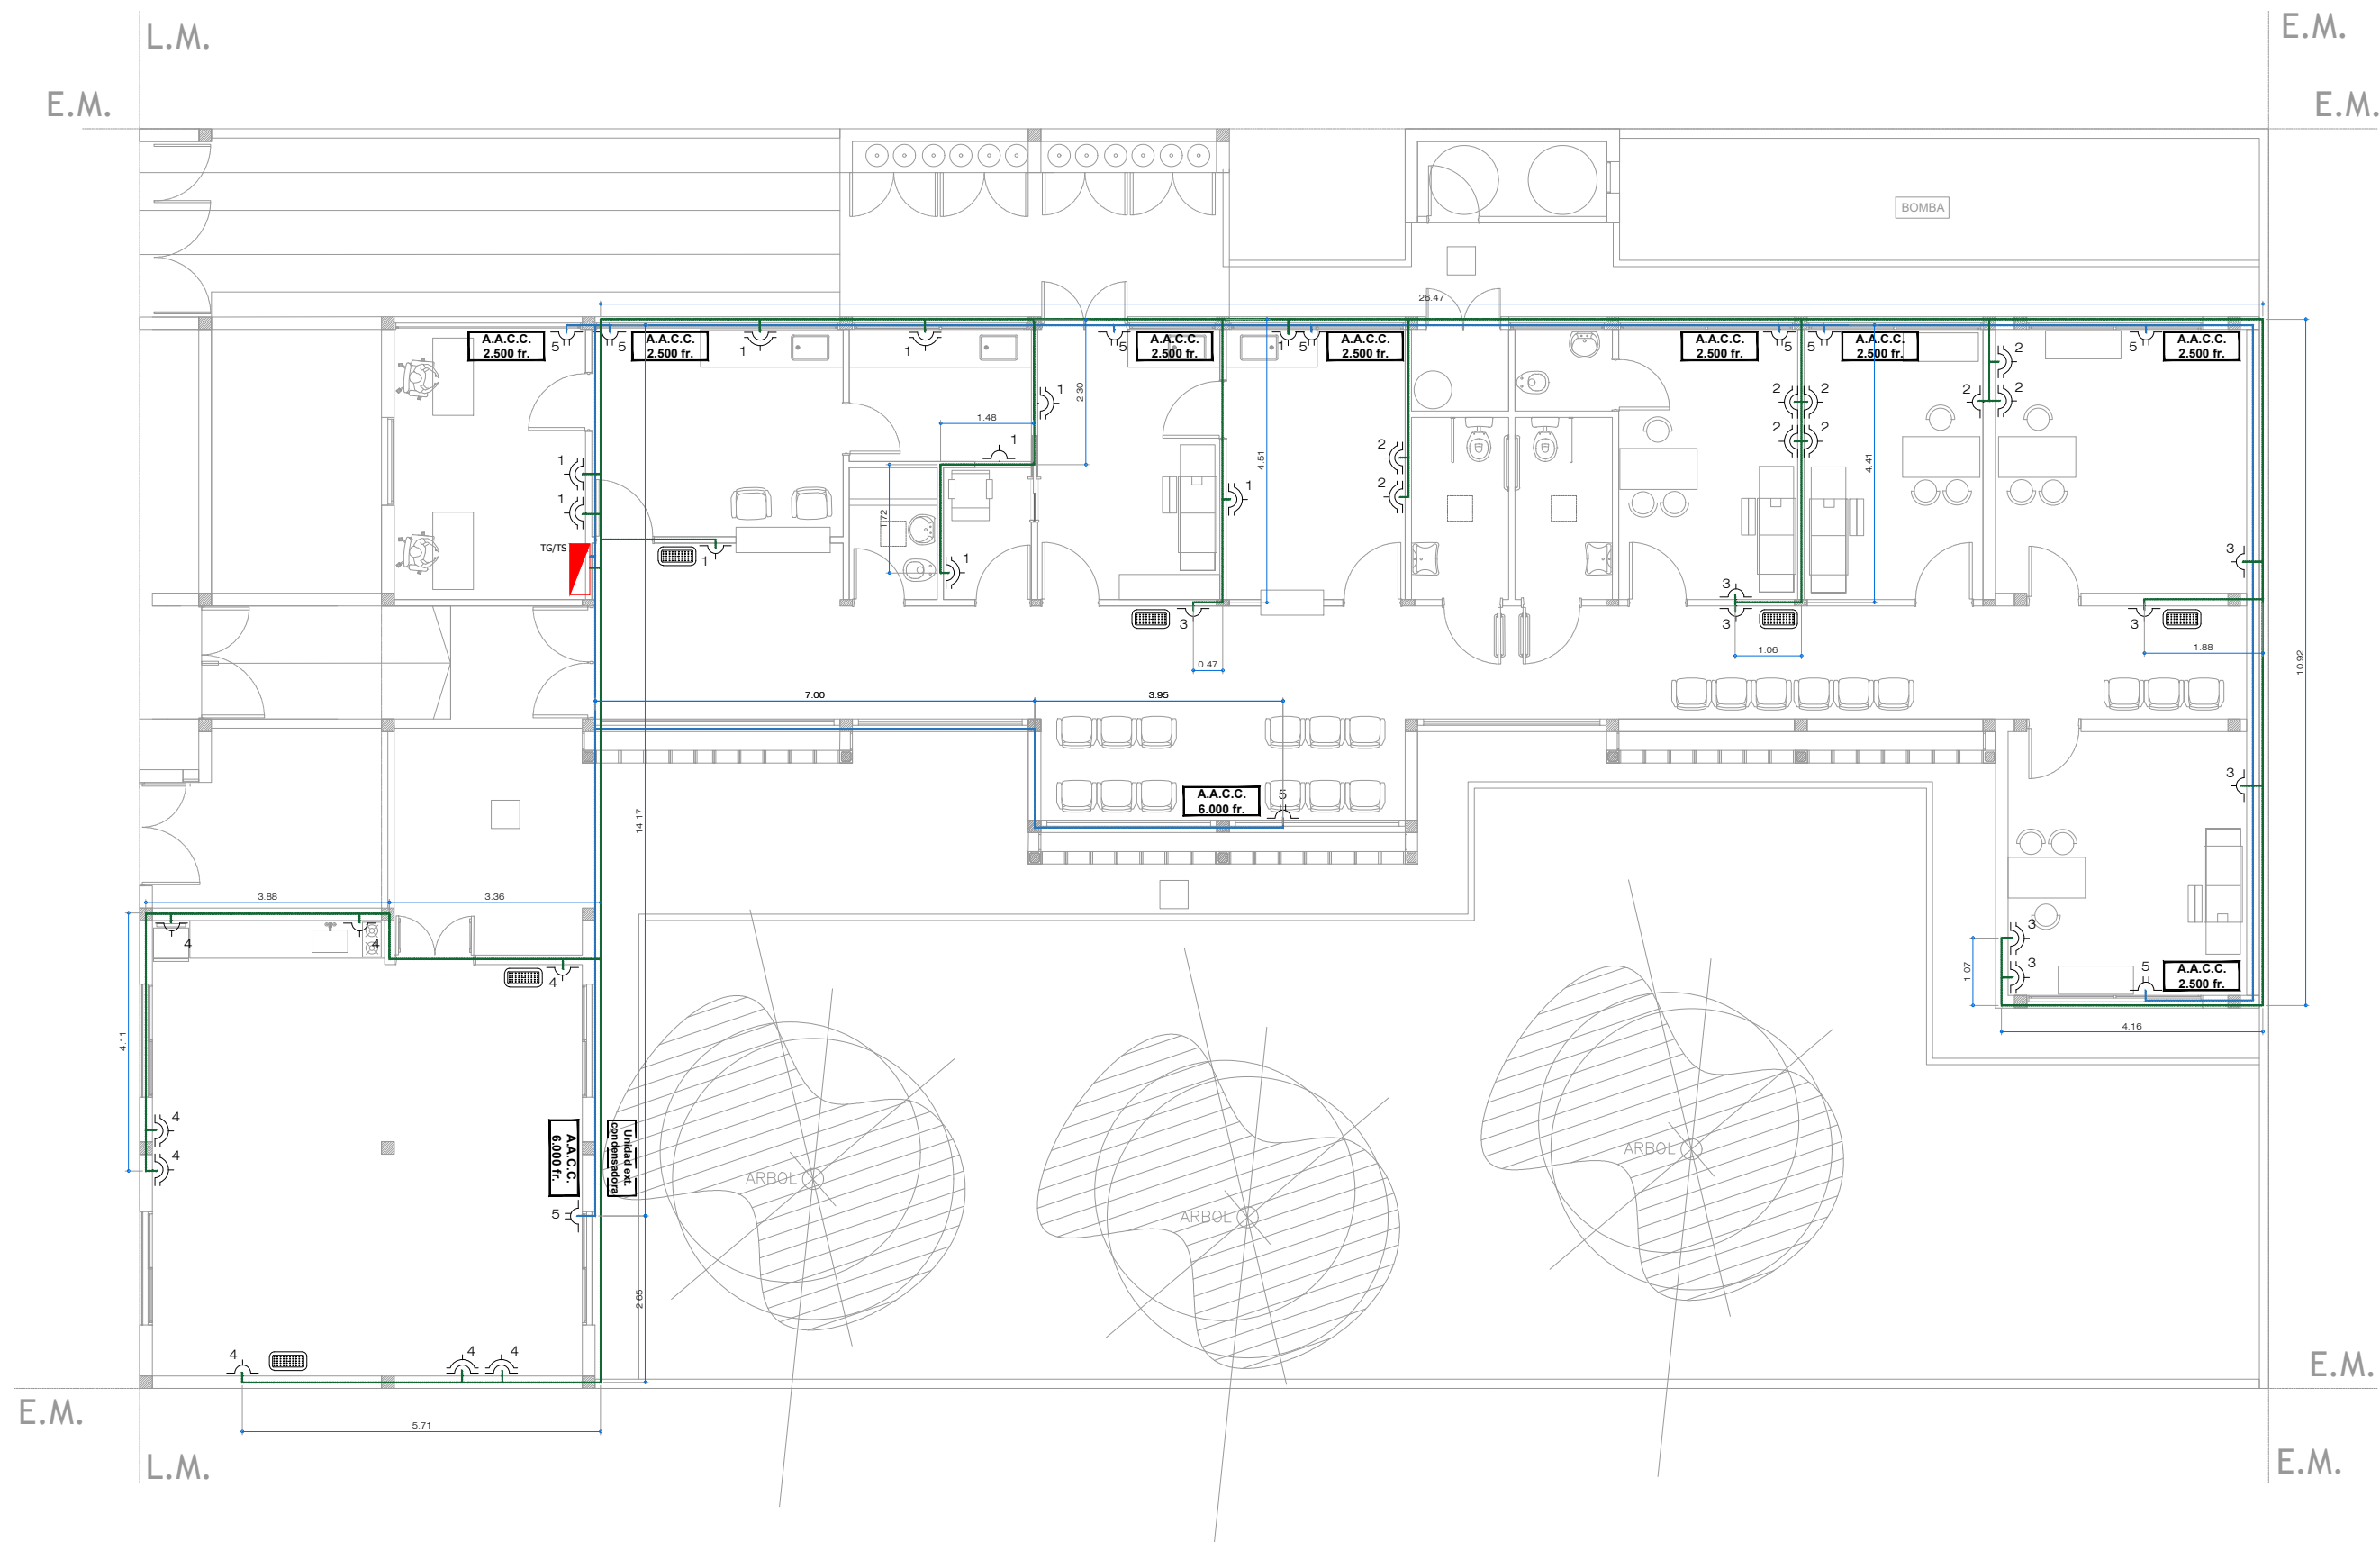 L.M.
E.M.
E.M.
E.M.
BOMBA
26.47
A.A.C.C.
2.500 fr.
5
5
A.A.C.C.
2.500 fr.
1
1
5
A.A.C.C.
2.500 fr.
1
5
A.A.C.C.
2.500 fr.
A.A.C.C.
2.500 fr.
5
5
A.A.C.C.
2.500 fr.
2
5
A.A.C.C.
2.500 fr.
1
2.30
2
2
2
2
1.48
1
2
2
2
1
4.51
4.41
1
1
2
1.72
TG/TS
1
1
3
3
3
3
3
0.47
1.06
1.88
10.92
7.00
3.95
3
A.A.C.C.
6.000 fr.
5
14.17
3.88
3.36
4
4
4
3
3
1.07
5
A.A.C.C.
2.500 fr.
4.16
4.11
4
4
A.A.C.C.
6.000 fr.
Unidad ext.
condensadora
5
ARBOL
ARBOL
ARBOL
2.65
4
4
4
5.71
E.M.
E.M.
L.M.
E.M.